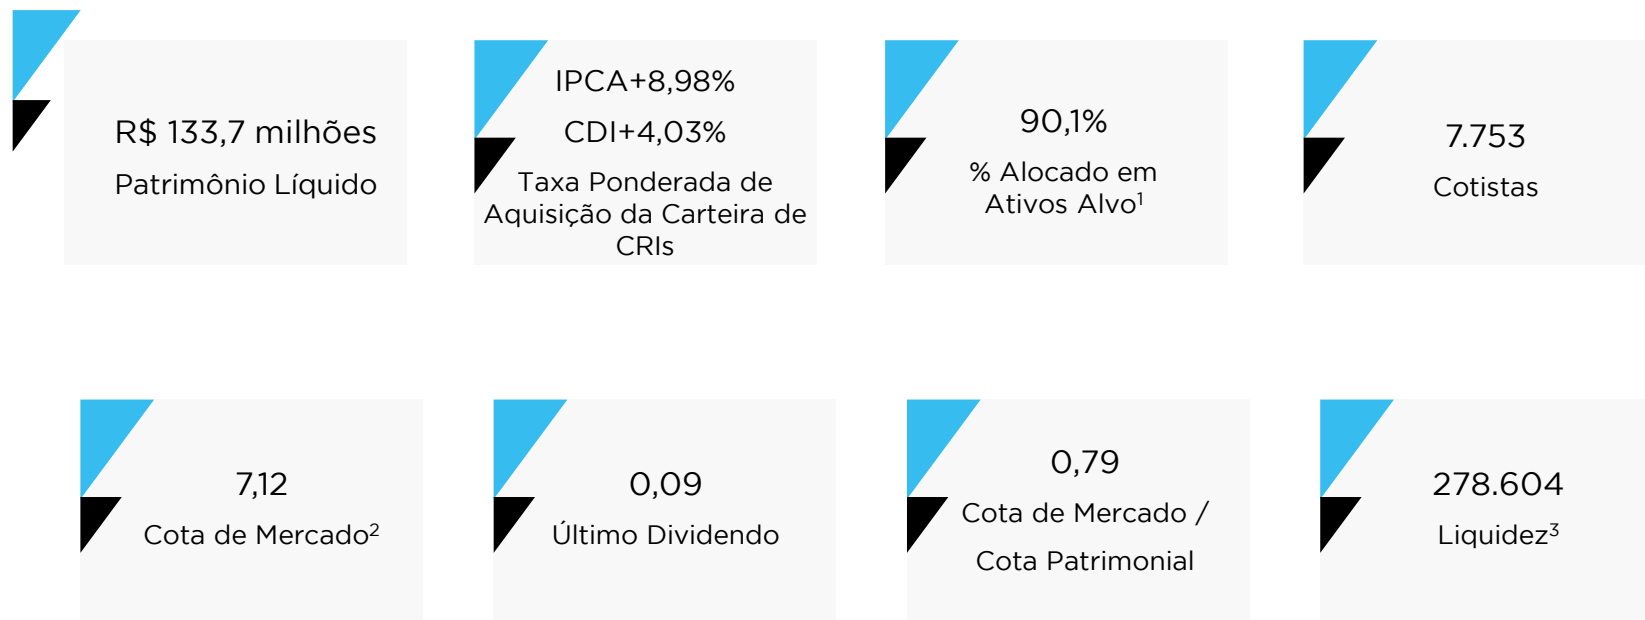 R$ 133,7 milhões
Patrimônio Líquido
IPCA+8,98%
CDI+4,03%
Taxa Ponderada de
Aquisição da Carteira de
CRIs
90,1%
% Alocado em
Ativos Alvo¹
7.753
Cotistas
7,12
Cota de Mercado²
0,09
Último Dividendo
0,79
Cota de Mercado /
Cota Patrimonial
278.604
Liquidez³